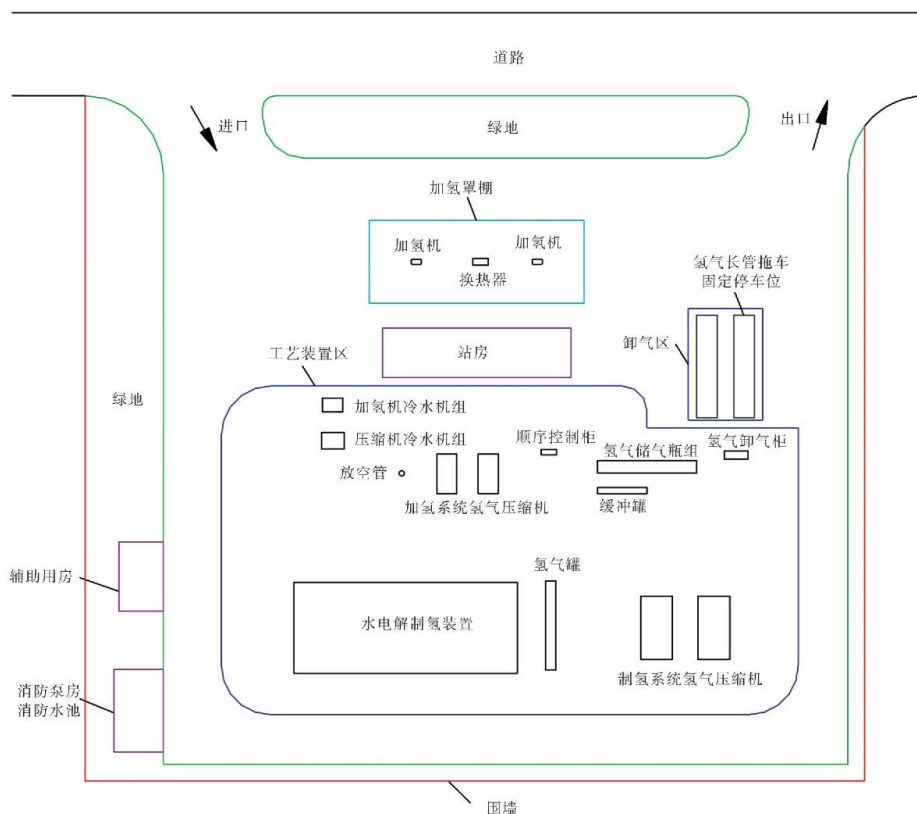 道路
进口
绿地
出口
加氢罩棚
加氢机
加氢机
换热器
氢气长管拖车
固定停车位
站房
卸气区
工艺装置区
绿地
加氢机冷水机组
压缩机冷水机组
顺序控制柜
氢气储气瓶组
氢气卸气柜
放空管
加氢系统氢气压缩机
缓冲罐
氢气罐
辅助用房
水电解制氢装置
制氢系统氢气压缩机
消防泵房
消防水池
围墙